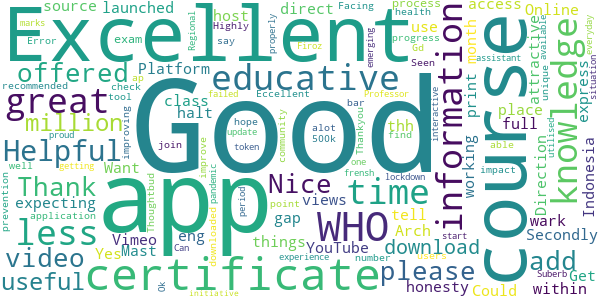 source
launched
host
direct
Facing
process
health
access
Online
marks
Error
exam
Regional
Highly
say
use
progress
Gd
Seen
emerging
month
Excellent
course
attractive
unique
available
everyday
situation
offered
Platform
educative
Firoz
properly
recommended
check
tool
ap
class
failed
Eccellent
Professor
assistant
express
knowledge
great
million
improving
halt
Good
information
print
place
full
Helpful
proud
join
update
hope
token
community
bar
alot
500k
Thankyou
one
frensh
thh
find
interactive
working
able
impact
Direction
utilised
Indonesia
Thank
Want
well
getting
expecting
application
prevention
less
Thoughtbud
app
improve
downloaded
pandemic
period
Nice
point
gap
lockdown
time
WHO
views
tell
Arch
start
wark
Secondly
Yes
Vimeo
eng
things
YouTube
download
add
video
Mast
Can
experience
number
users
honesty
Could
Suberb
Get
within
useful
Ok
certificate
initiative
please